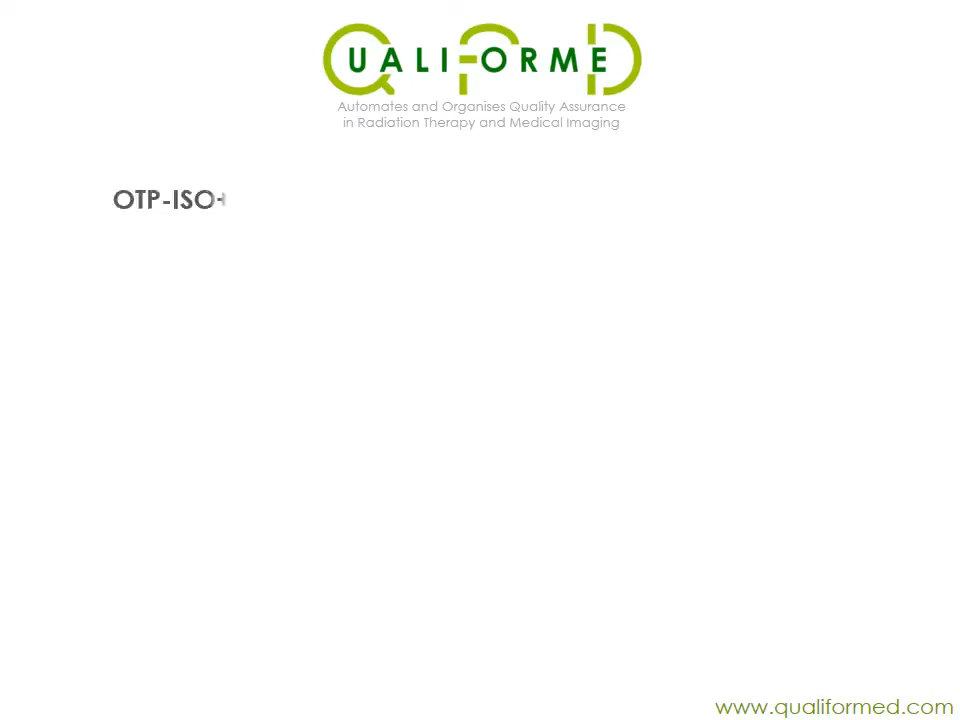 QUALIFORMED
Automates and Organises Quality Assurance
in Radiation Therapy and Medical Imaging
OTP-ISO
www.qualiformed.com